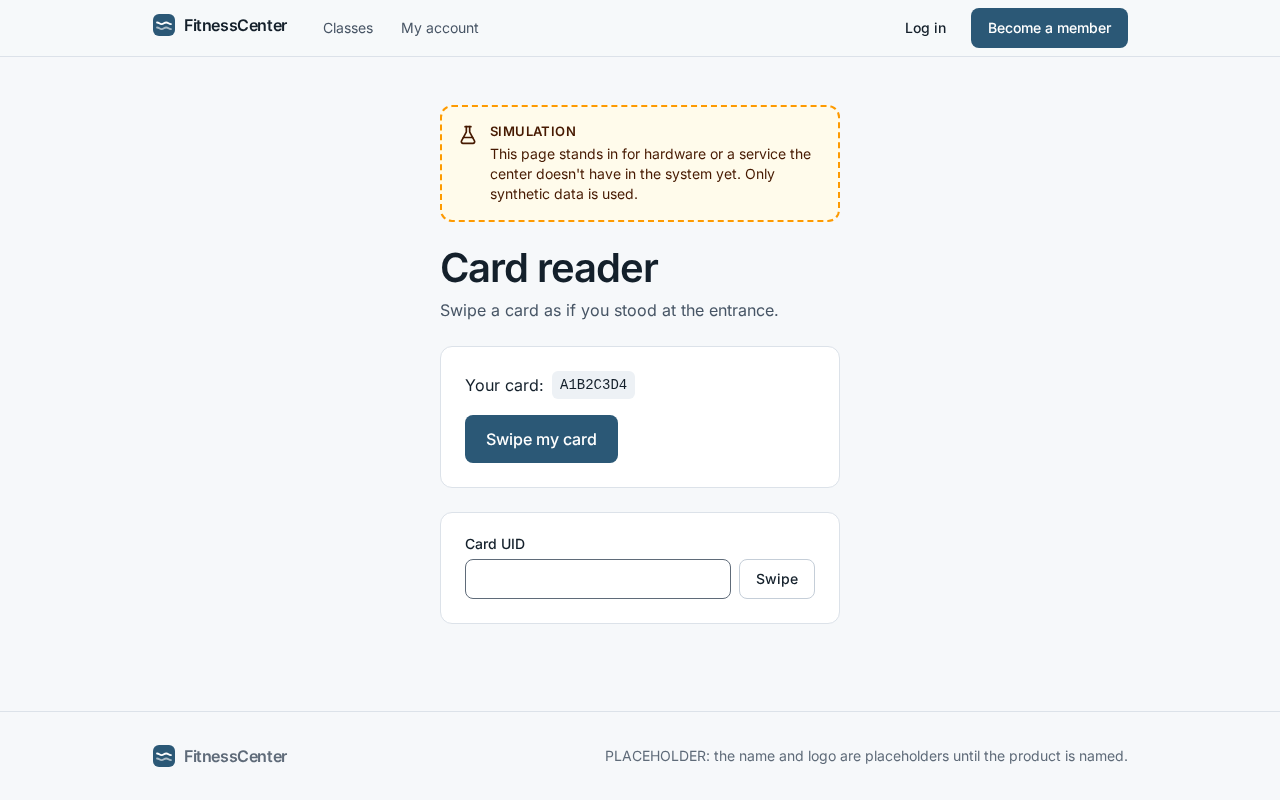 FitnessCenter Classes My account Log in Become a member
SIMULATION
This page stands in for hardware or a service the
center doesn't have in the system yet. Only
synthetic data is used.
Card reader
Swipe a card as if you stood at the entrance.
Your card: A1B2C3D4
Swipe my card
Card UID
Swipe
FitnessCenter PLACEHOLDER: the name and logo are placeholders until the product is named.